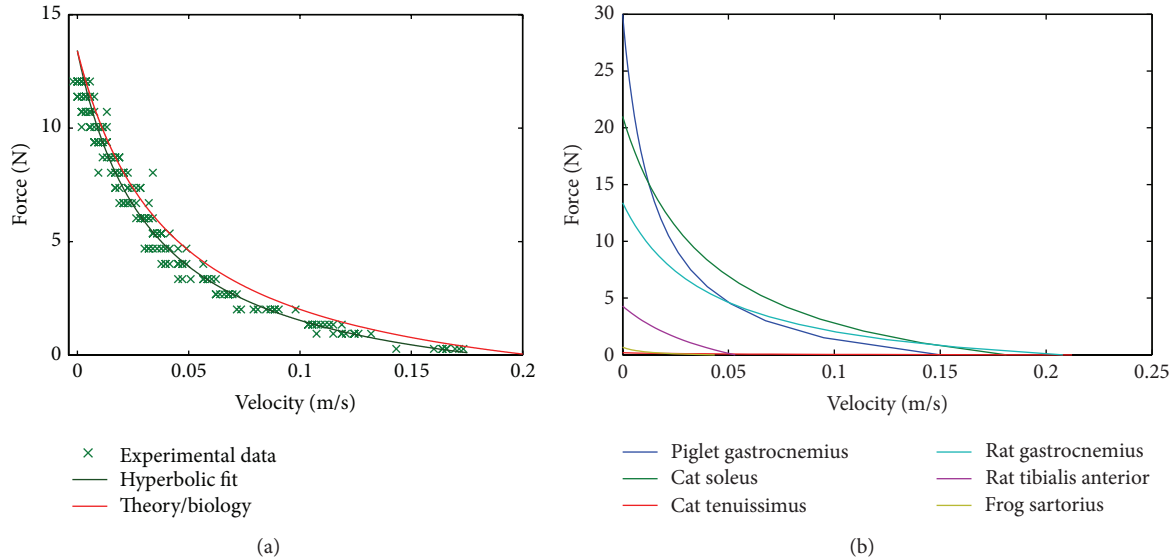 15
10
5
0
Force (N)
0
0.05
0.1
0.15
0.2
Velocity (m/s)
Experimental data
Hyperbolic fit
Theory/biology
(a)
30
25
20
15
10
5
0
Force (N)
0
0.05
0.1
0.15
0.2
0.25
Velocity (m/s)
Piglet gastrocnemius
Cat soleus
Cat tenuissimus
Rat gastrocnemius
Rat tibialis anterior
Frog sartorius
(b)